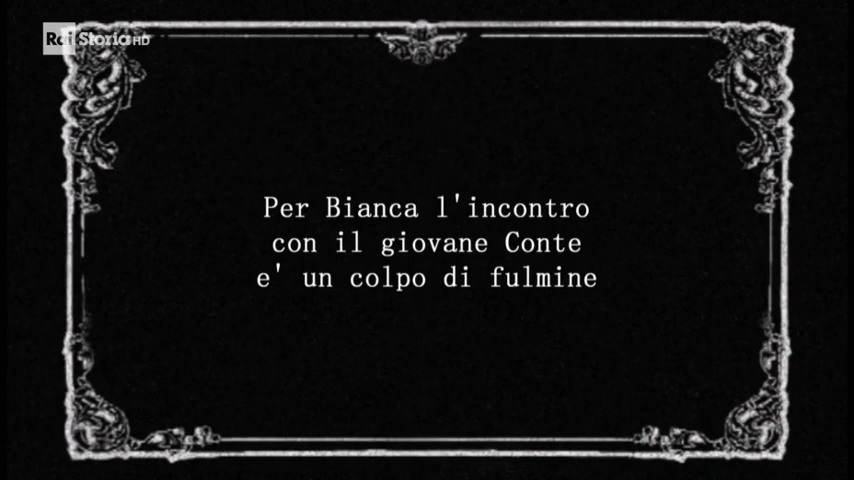 Rai Storia HD
Per Bianca l'incontro
con il giovane Conte
e' un colpo di fulmine